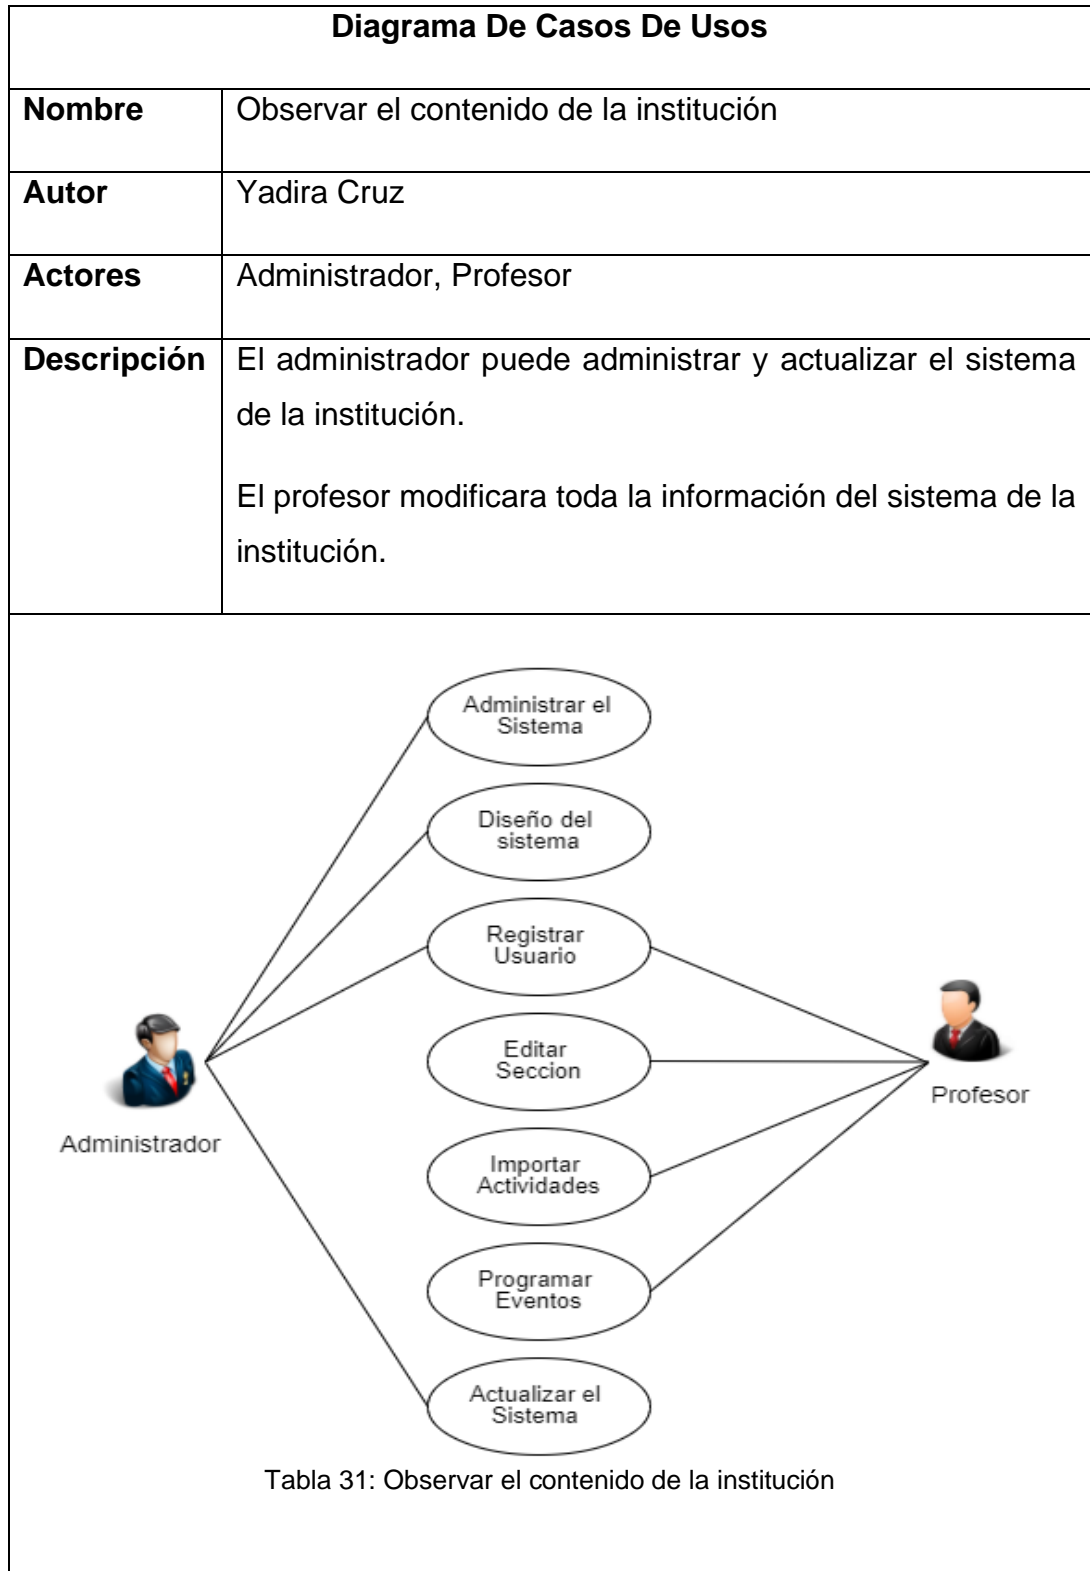 Diagrama De Casos De Usos
Nombre
Observar el contenido de la institución
Autor
Yadira Cruz
Actores
Administrador, Profesor
Descripción
El administrador puede administrar y actualizar el sistema
de la institución.
El profesor modificara toda la información del sistema de la
institución.
Administrar el
Sistema
Diseño del
sistema
Registrar
Usuario
Editar
Seccion
Importar
Actividades
Programar
Eventos
Actualizar el
Sistema
Administrador
Profesor
Tabla 31: Observar el contenido de la institución